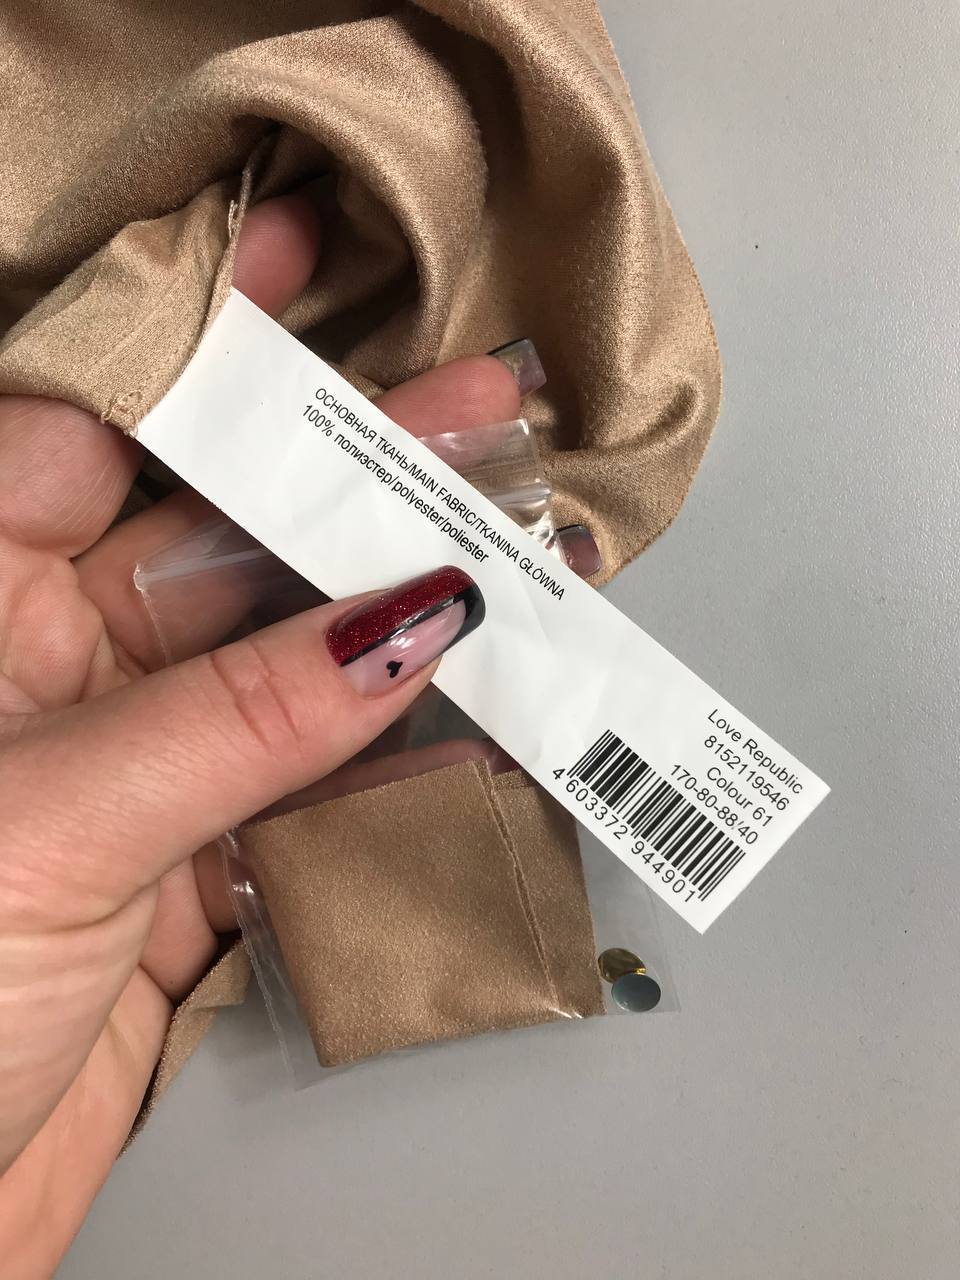 ОСНОВНАЯ ТКАНЬ/MAIN FABRIC/TKANINA GŁÓWNA
100% полиэстер/polyester/poliester
Love Republic
8152119546
Colour 61
170-80-88/40
4 603372 944901